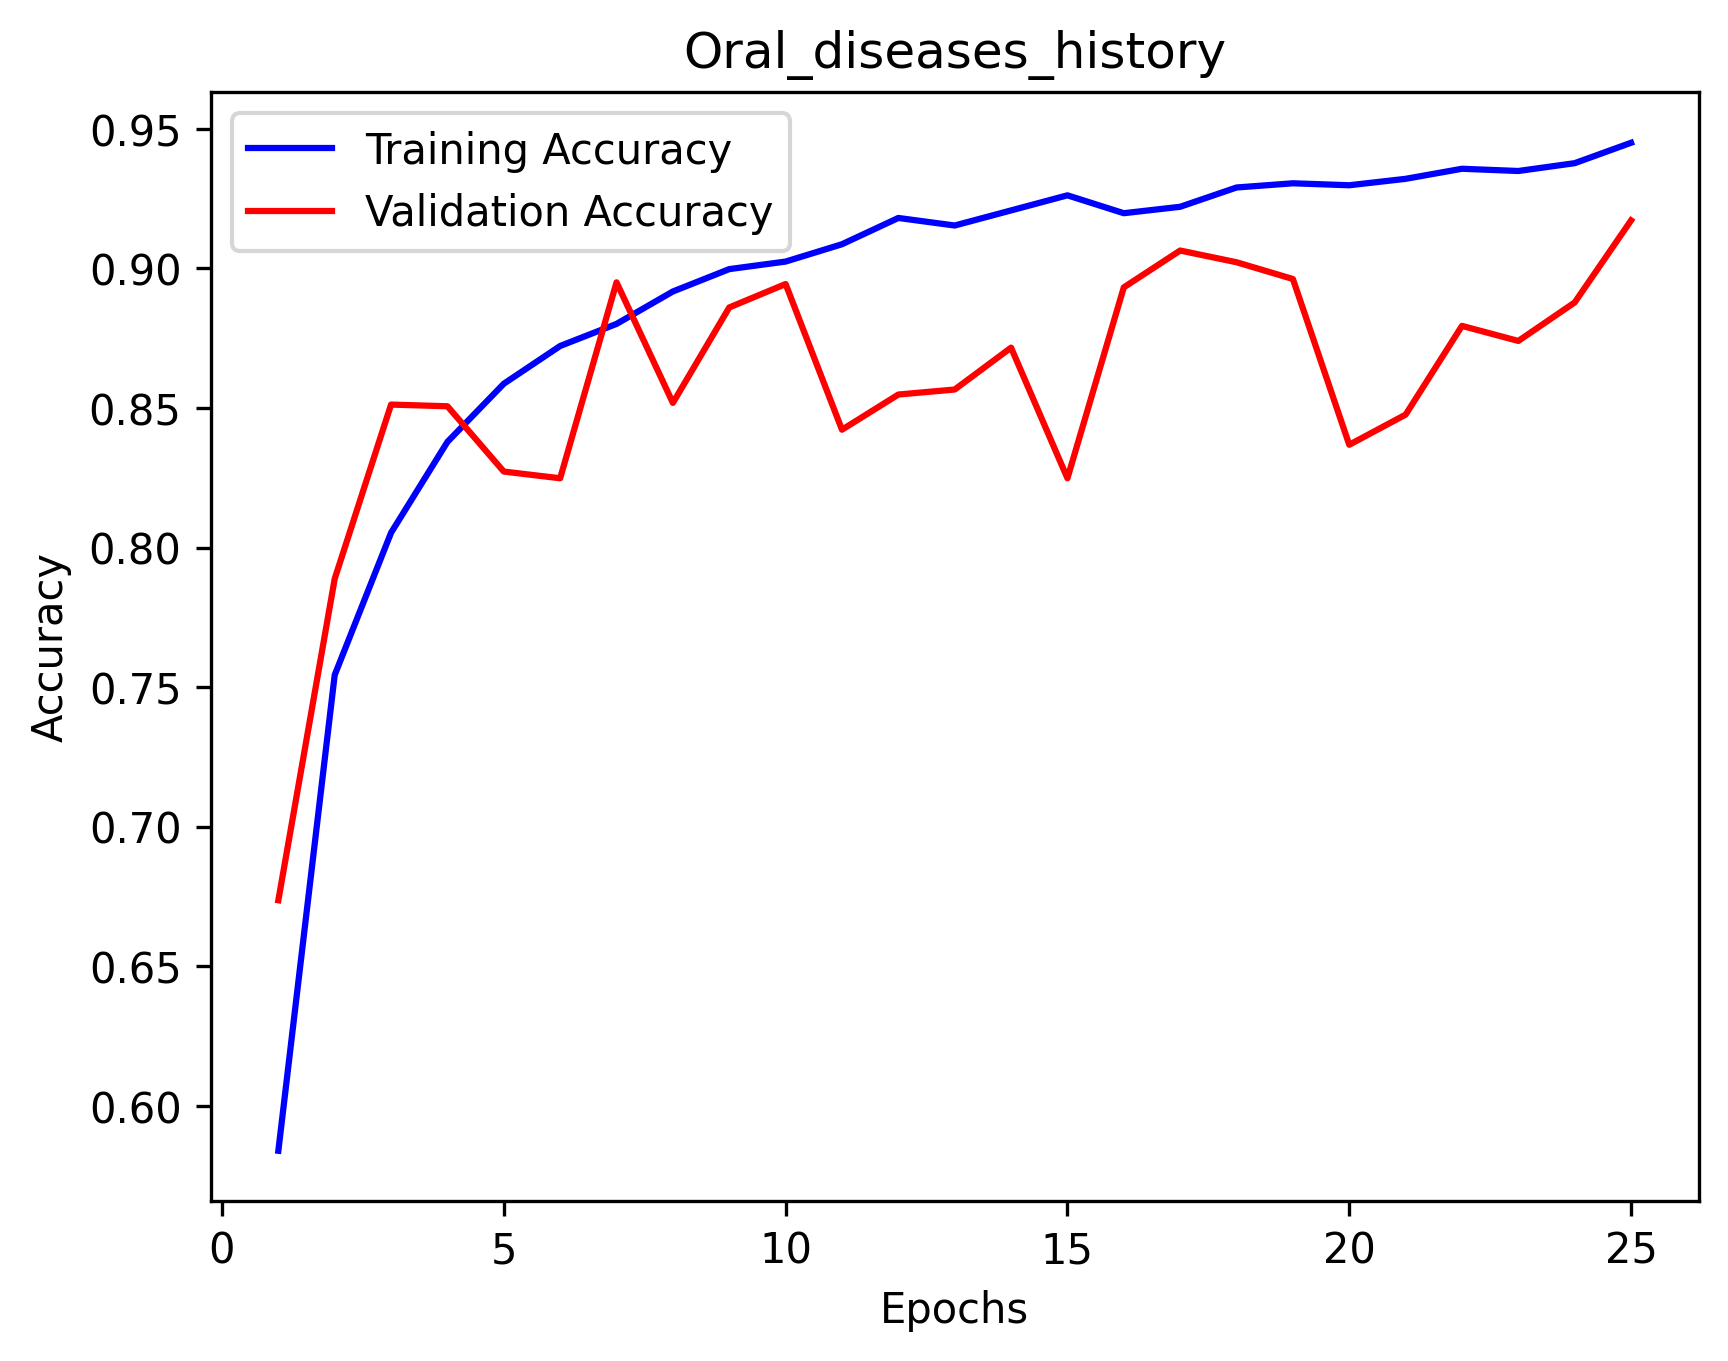 Oral_diseases_history
Training Accuracy
Validation Accuracy
0.95
0.90
0.85
0.80
0.75
0.70
0.65
0.60
Accuracy
0 5 10 15 20 25
Epochs